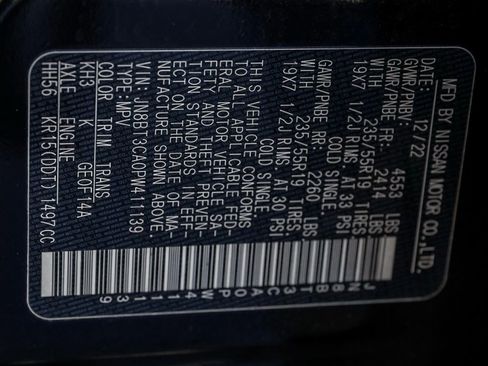 MFD BY NISSAN MOTOR CO.,LTD.
DATE: 12/22
GVWR/PNBV: 4553 LBS
GAWR/PNBE FR: 2414 LBS
WITH 235/55R19 TIRES.
19X7 1/2J RIMS AT 33 PSI
COLD SINGLE
GAWR/PNBE RR: 2260 LBS
WITH 235/55R19 TIRES.
19X7 1/2J RIMS AT 30 PSI
COLD SINGLE
THIS VEHICLE CONFORMS
TO ALL APPLICABLE FED-
ERAL MOTOR VEHICLE SA-
FETY AND THEFT PREVEN-
TION STANDARDS IN EFF-
ECT ON THE DATE OF MA-
NUFACTURE SHOWN ABOVE.
VIN: JN8BT3CA0PW411139
TYPE: MPV
COLOR TRIM TRANS
KH3 K GE0F14A
AXLE ENGINE
HH56 KR15(DDT) 1497CC
JN8BT3CA0PW411139